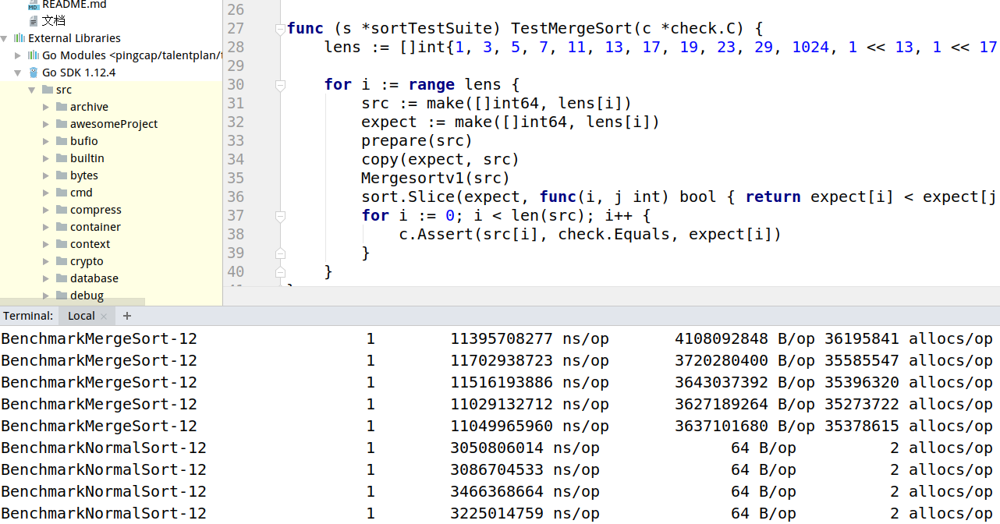 README.md
文档
External Libraries
Go Modules <pingcap/talentplan/t
Go SDK 1.12.4
src
archive
awesomeProject
bufio
builtin
bytes
cmd
compress
container
context
crypto
database
debug
26
27 func (s *sortTestSuite) TestMergeSort(c *check.C) {
28 lens := []int{1, 3, 5, 7, 11, 13, 17, 19, 23, 29, 1024, 1 << 13, 1 << 17
29
30 for i := range lens {
31 src := make([]int64, lens[i])
32 expect := make([]int64, lens[i])
33 prepare(src)
34 copy(expect, src)
35 Mergesortv1(src)
36 sort.Slice(expect, func(i, j int) bool { return expect[i] < expect[j
37 for i := 0; i < len(src); i++ {
38 c.Assert(src[i], check.Equals, expect[i])
39 }
40 }
Terminal: Local × +
BenchmarkMergeSort-12 1 11395708277 ns/op 4108092848 B/op 36195841 allocs/op
BenchmarkMergeSort-12 1 11702938723 ns/op 3720280400 B/op 35585547 allocs/op
BenchmarkMergeSort-12 1 11516193886 ns/op 3643037392 B/op 35396320 allocs/op
BenchmarkMergeSort-12 1 11029132712 ns/op 3627189264 B/op 35273722 allocs/op
BenchmarkMergeSort-12 1 11049965960 ns/op 3637101680 B/op 35378615 allocs/op
BenchmarkNormalSort-12 1 3050806014 ns/op 64 B/op 2 allocs/op
BenchmarkNormalSort-12 1 3086704533 ns/op 64 B/op 2 allocs/op
BenchmarkNormalSort-12 1 3466368664 ns/op 64 B/op 2 allocs/op
BenchmarkNormalSort-12 1 3225014759 ns/op 64 B/op 2 allocs/op